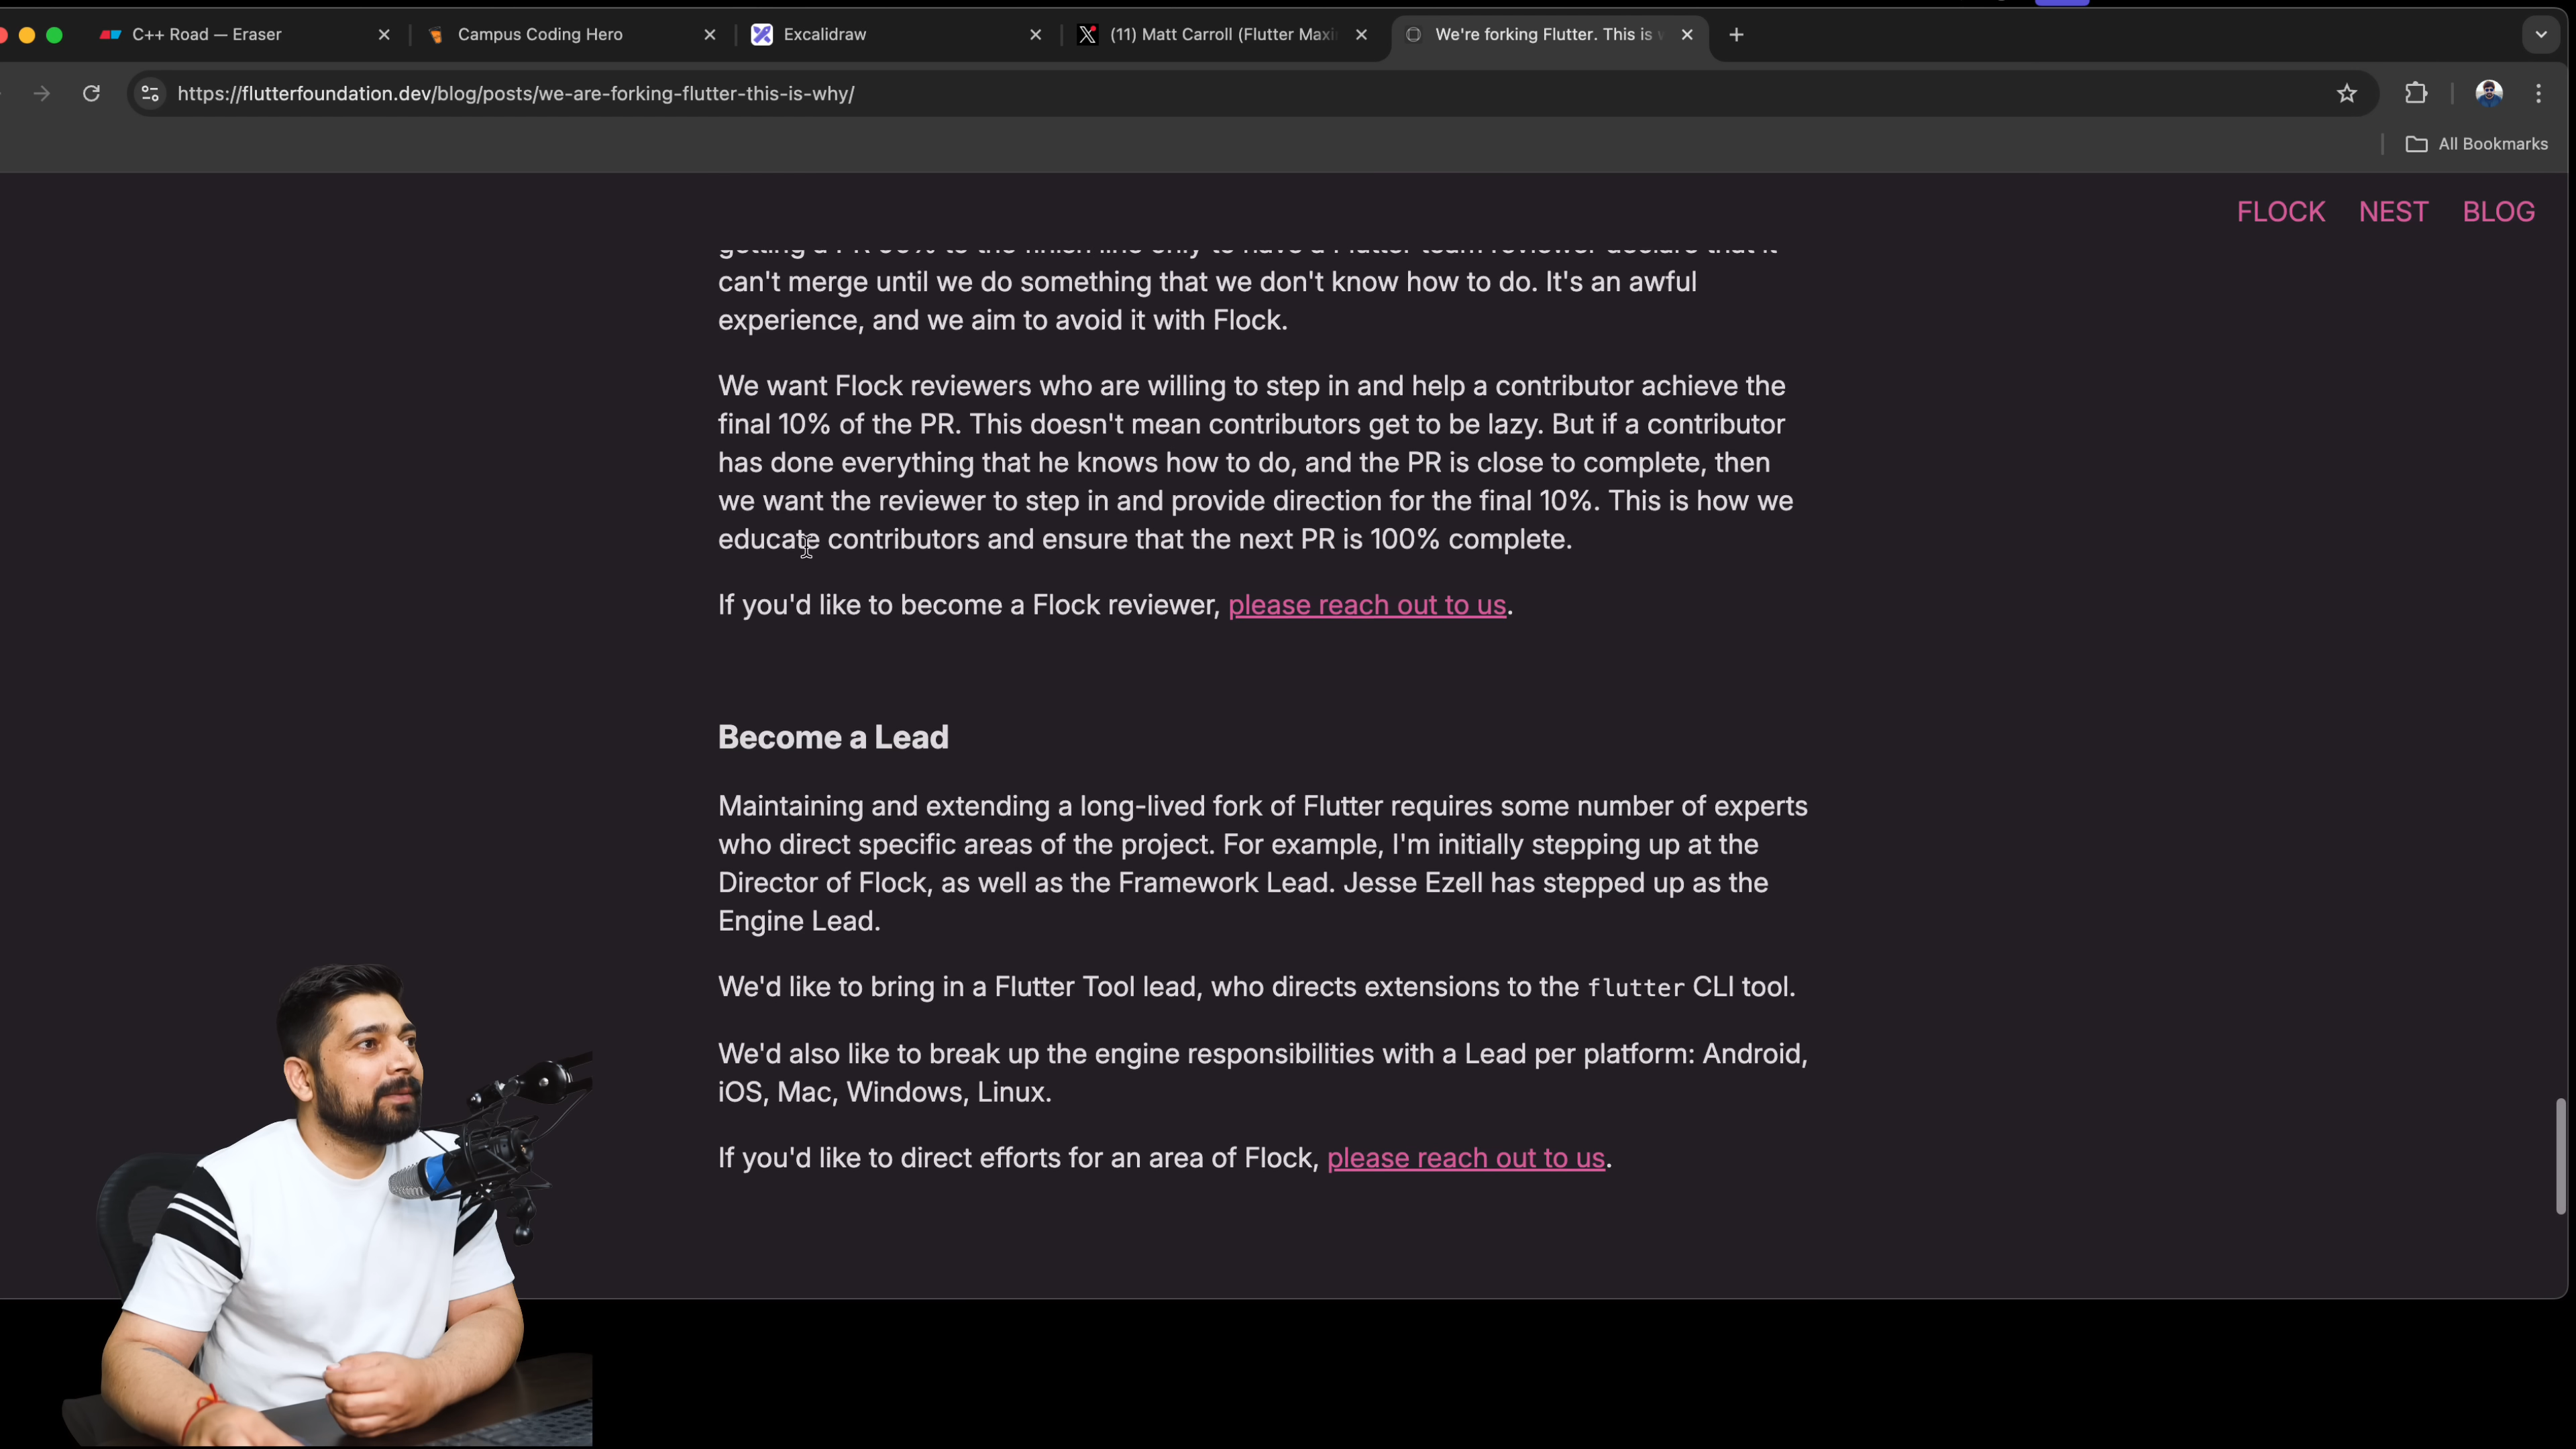 C++ Road — Eraser
Campus Coding Hero
Excalidraw
(11) Matt Carroll (Flutter Maxi
We're forking Flutter. This is
https://flutterfoundation.dev/blog/posts/we-are-forking-flutter-this-is-why/
All Bookmarks
FLOCK NEST BLOG
can't merge until we do something that we don't know how to do. It's an awful
experience, and we aim to avoid it with Flock.
We want Flock reviewers who are willing to step in and help a contributor achieve the
final 10% of the PR. This doesn't mean contributors get to be lazy. But if a contributor
has done everything that he knows how to do, and the PR is close to complete, then
we want the reviewer to step in and provide direction for the final 10%. This is how we
educate contributors and ensure that the next PR is 100% complete.
If you'd like to become a Flock reviewer, please reach out to us.
Become a Lead
Maintaining and extending a long-lived fork of Flutter requires some number of experts
who direct specific areas of the project. For example, I'm initially stepping up at the
Director of Flock, as well as the Framework Lead. Jesse Ezell has stepped up as the
Engine Lead.
We'd like to bring in a Flutter Tool lead, who directs extensions to the flutter CLI tool.
We'd also like to break up the engine responsibilities with a Lead per platform: Android,
iOS, Mac, Windows, Linux.
If you'd like to direct efforts for an area of Flock, please reach out to us.